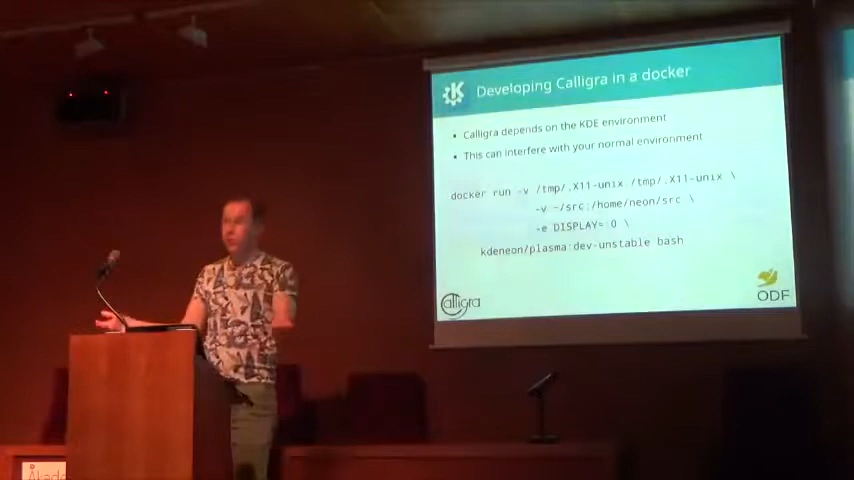 Developing Calligra in a docker
• Calligra depends on the KDE environment
• This can interfere with your normal environment
docker run -v /tmp/.X11-unix:/tmp/.X11-unix \
-v ~/src:/home/neon/src \
-e DISPLAY=:0 \
kdeneon/plasma:dev-unstable bash
Calligra
ODF
Akade